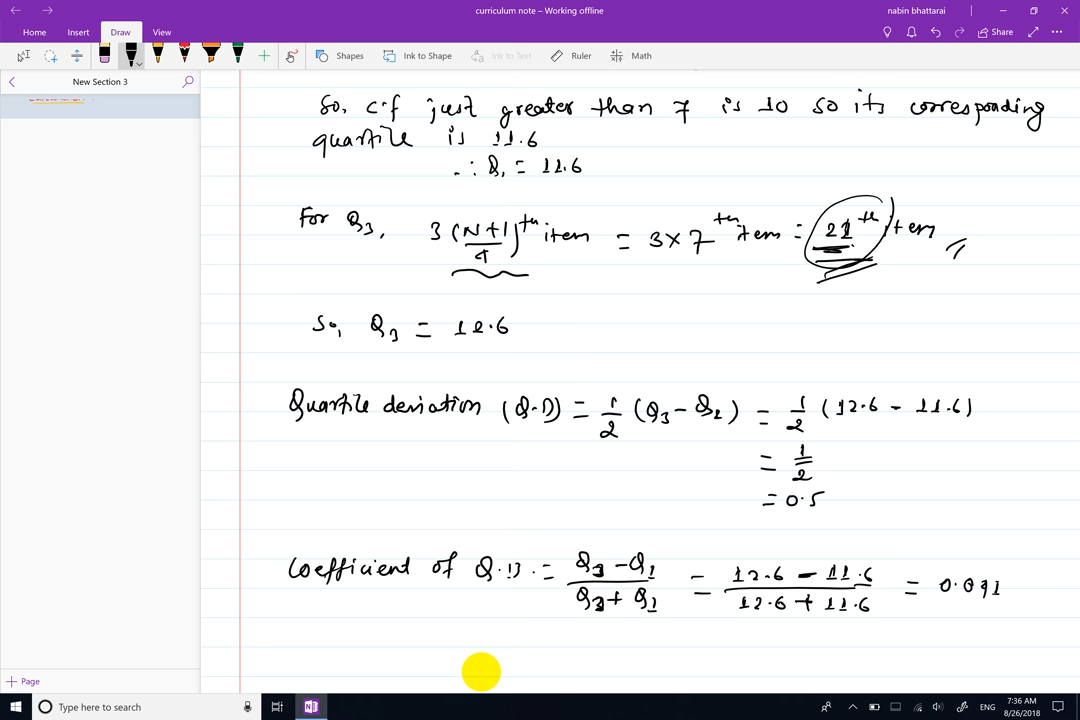 curriculum note – Working offline
nabin bhattarai
Home Insert Draw View
Share
Shapes Ink to Shape Ink to Text Ruler Math
New Section 3
So, c.f just greater than 7 is 10 so its corresponding
quartile is 11.6
∴ Q₁ = 11.6
For Q₃, 3 (N+1/4)th item = 3 × 7th item = 21th item
So, Q₃ = 12.6
Quartile deviation (Q.D) = 1/2 (Q₃ – Q₁) = 1/2 (12.6 – 11.6)
= 1/2
= 0.5
Coefficient of Q.D. = Q₃ – Q₁ / Q₃ + Q₁ = 12.6 – 11.6 / 12.6 + 11.6 = 0.041
+ Page
Type here to search
ENG
7:36 AM
8/26/2018